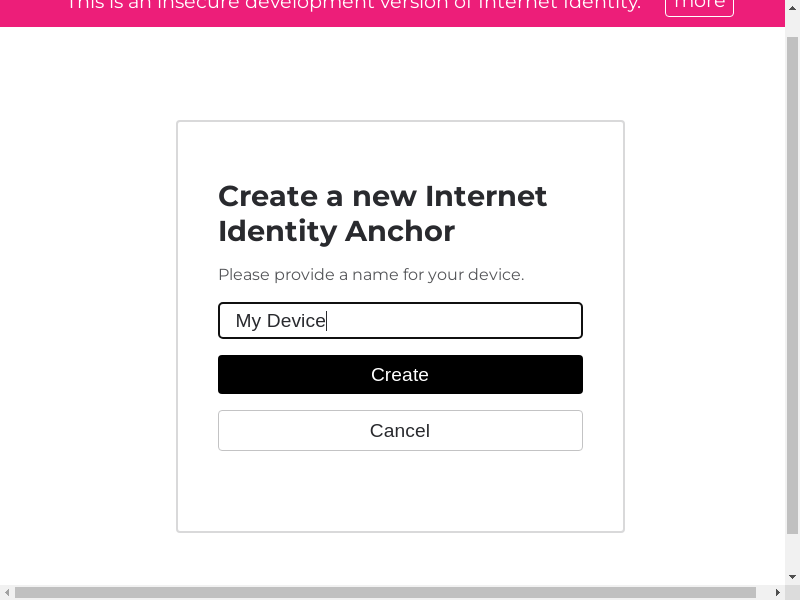 This is an insecure development version of Internet Identity. more
Create a new Internet
Identity Anchor
Please provide a name for your device.
My Device
Create
Cancel